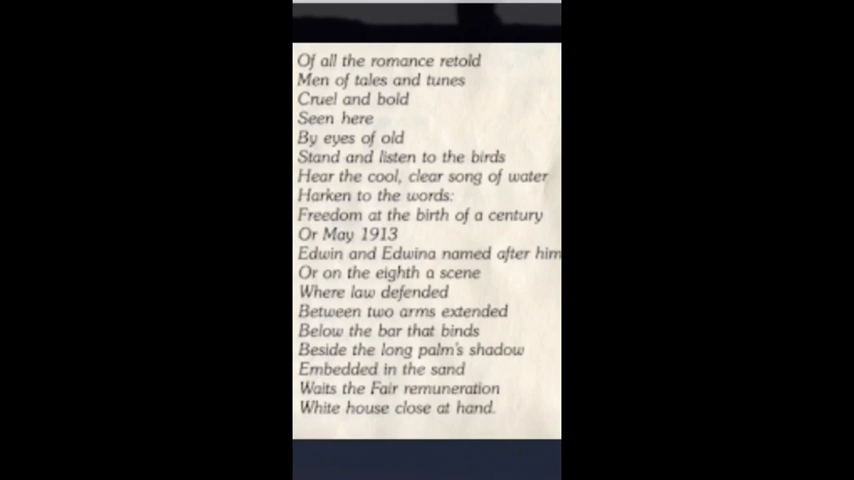 Of all the romance retold
Men of tales and tunes
Cruel and bold
Seen here
By eyes of old
Stand and listen to the birds
Hear the cool, clear song of water
Harken to the words:
Freedom at the birth of a century
Or May 1913
Edwin and Edwina named after him
Or on the eighth a scene
Where law defended
Between two arms extended
Below the bar that binds
Beside the long palm's shadow
Embedded in the sand
Waits the Fair remuneration
White house close at hand.